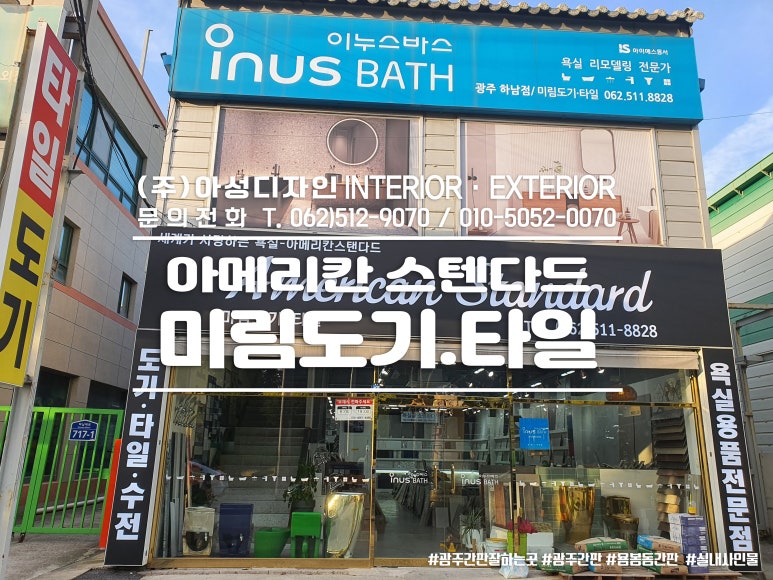 이누스바스
inus BATH
IS 아이에스동서
욕실 리모델링 전문가
광주 하남점/ 미림도기·타일 062.511.8828
타일도기
(주)아성디자인 INTERIOR · EXTERIOR
문의전화 T. 062)512-9070 / 010-5052-0070
세계가 사랑하는 욕실-아메리칸스탠다드
아메리칸 스텐다드
American Standard
미림도기.타일
062)511-8828
도기·타일·수전
욕실용품전문점
717-1
inus BATH
inus BATH
inus BATH
#광주간판잘하는곳 #광주간판 #용봉동간판 #실내사인물